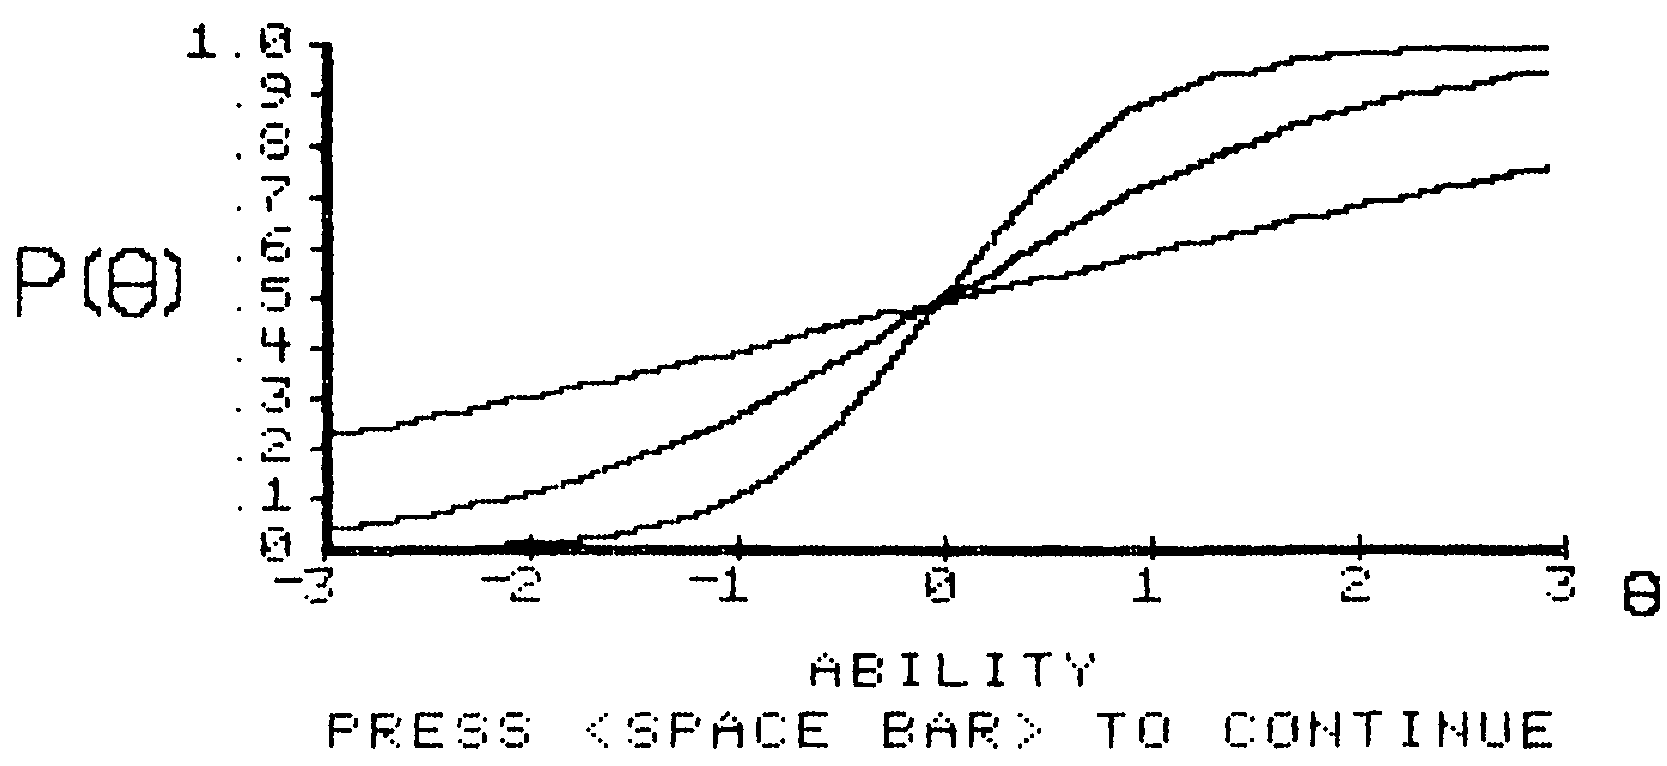 1.0
.9
.8
.7
.6
P(θ)
.5
.4
.3
.2
.1
.0
-3 -2 -1 0 1 2 3 θ
ABILITY
PRESS <SPACE BAR> TO CONTINUE